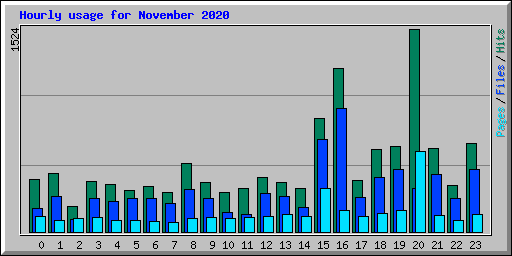 Hourly usage for November 2020
1524
Pages/Files/Hits
0 1 2 3 4 5 6 7 8 9 10 11 12 13 14 15 16 17 18 19 20 21 22 23